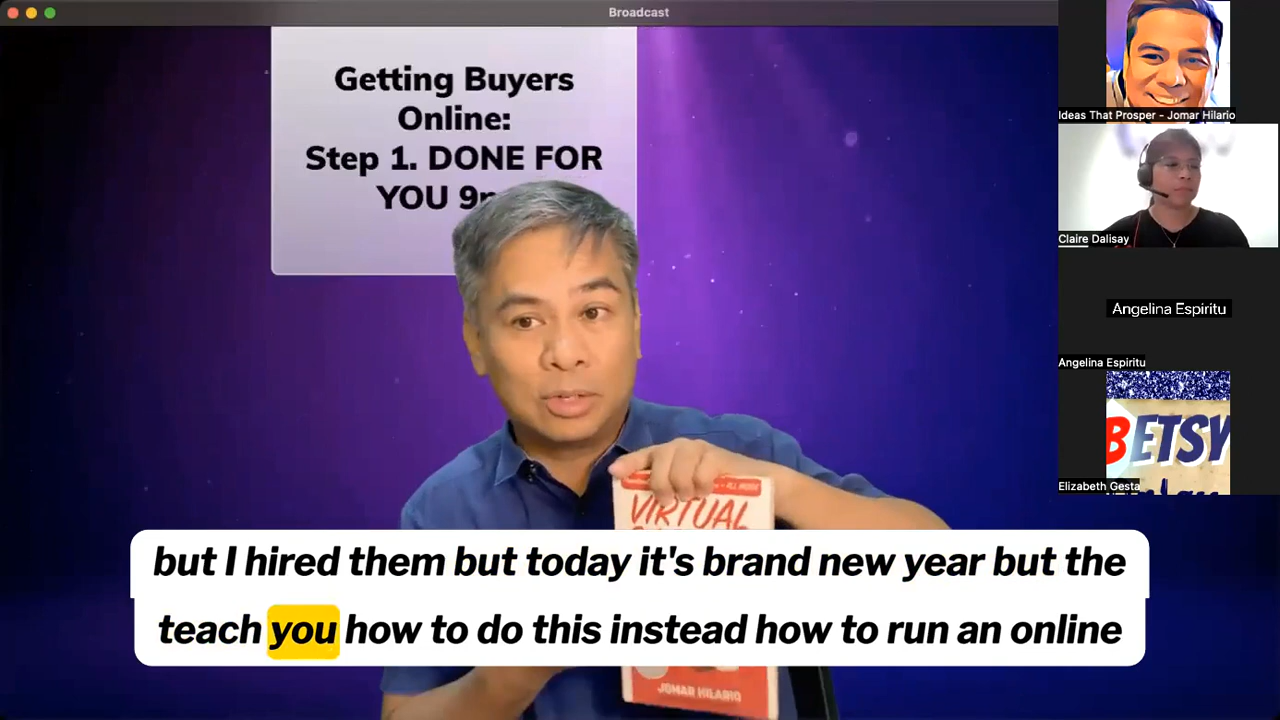 Broadcast
Getting Buyers
Online:
Step 1. DONE FOR
YOU
Ideas That Prosper - Jomar Hilario
Claire Dalisay
Angelina Espiritu
Angelina Espiritu
BETSY
Elizabeth Gesta
VIRTUAL
but I hired them but today it's brand new year but the
teach you how to do this instead how to run an online
JOMAR HILARIO